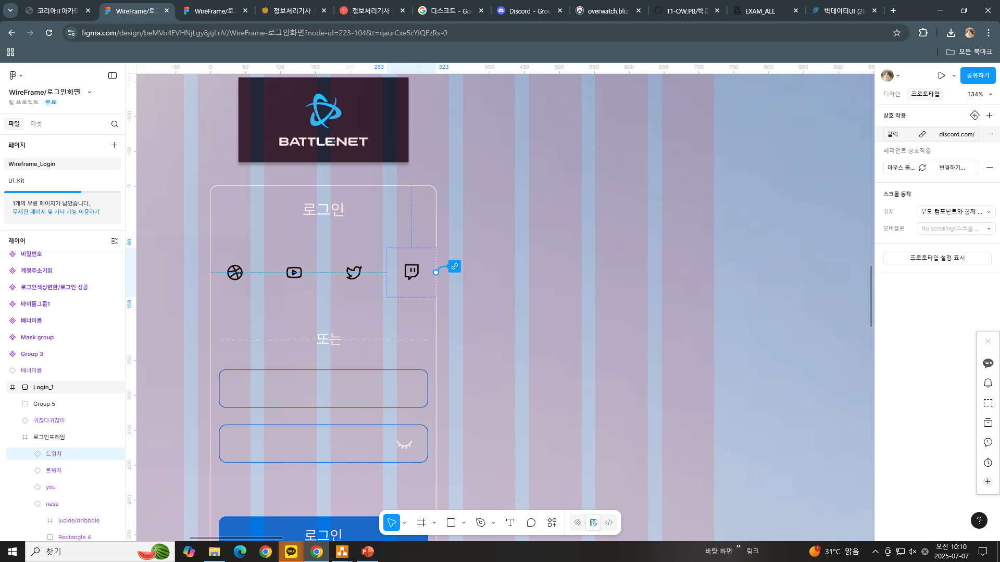 코리아IT아카데
WireFrame/로그
WireFrame/로그
정보처리기사
정보처리기사
디스코드 - Goo
Discord - Grou
overwatch.bliz
T1-OW.PB/박준
EXAM_ALL
빅데이터UI (20
figma.com/design/beMVo4EVHNjLgy8jtjLriV/WireFrame-로그인화면?node-id=223-104&t=qaurCxe5cYfQFzRs-0
모든 북마크
WireFrame/로그인화면
팀 프로젝트 무료
파일 에셋
페이지
Wireframe_Login
UI_Kit
1개의 무료 페이지가 남았습니다.
무제한 페이지 및 기타 기능 이용하기
레이어
비밀번호
계정주소기입
로그인색상변환/로그인 성공
타이틀그룹1
배너이름
Mask group
Group 3
배너이름
Login_1
Group 5
귀찮다귀찮아
로그인프레임
트위치
트위치
you
nase
lucide/dribbble
Rectangle 4
-50 0 50 100 150 200 253 323 400 450 500 550 600 650 700 750 800 850 900 95
-150
-100
-50
0
89
159
250
300
350
400
450
500
BATTLE.NET
로그인
또는
로그인
공유하기
디자인 프로토타입 134%
상호 작용
클릭 discord.com/
베리언트 상호작용
마우스 올... 변경하기...
스크롤 동작
위치 부모 컴포넌트와 함께 ...
오버플로 No scrolling(스크롤 ...
프로토타입 설정 표시
TALK
?
찾기
TALK
바탕 화면 » 링크
1
31°C 맑음
오전 10:10
2025-07-07